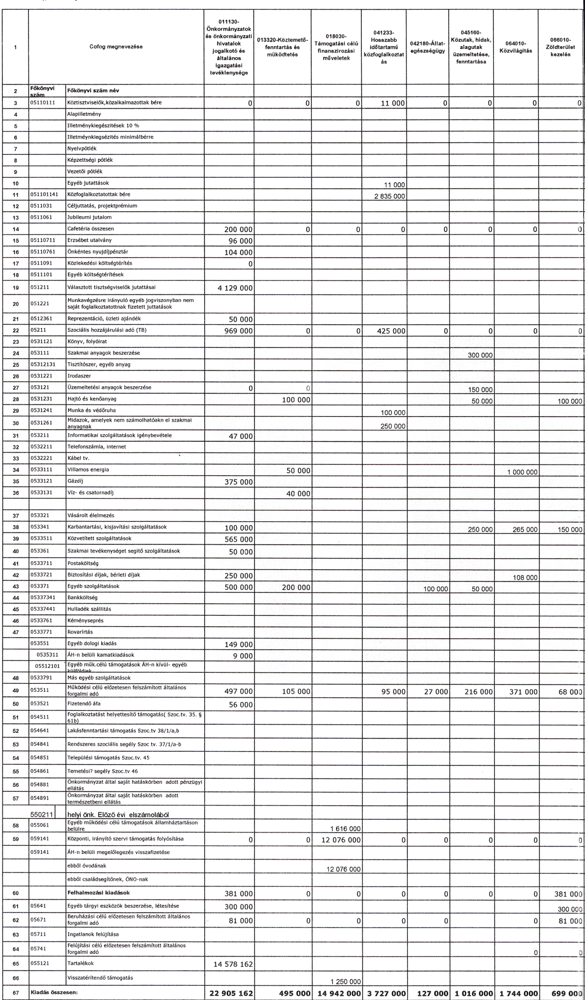 1 Cofog megnevezése 011130-Önkormányzatok és önkormányzati hivatalok jogalkotó és általános igazgatási tevéklenysége 013320-Köztemető-fenntartás és müködtetés 018030-Támogatási célú finanszirozási műveletek 041233-Hosszabb időtartamú közfoglalkoztatás 042180-Állat-egészségügy 045160-Közutak, hídak, alagutak üzemeltetése, fenntartása 064010-Közvilágitás 066010-Zöldterület kezelés
2 Főkönyvi szám Főkönyvi szám név
3 05110111 Köztisztviselők,közalkalmazottak bére 0 0 0 11 000 0 0 0 0
4 Alapilletmény
5 Illetménykiegészitések 10 %
6 Illetméynkiegsézités minimálbérre
7 Nyelvpótlék
8 Képzettségi pótlék
9 Vezetői pótlék
10 Egyéb jutattások 11 000
11 051101141 Közfoglalkoztatottak bére 2 835 000
12 0511031 Céljuttatás, projektprémium
13 0511061 Jubileumi jutalom
14 Cafetéria összesen 200 000 0 0 0 0 0 0 0
15 05110711 Erzsébet utalvány 96 000
16 05110761 Önkéntes nyujdíjpénztár 104 000
17 0511091 Közlekedési költségtérítés 0
18 0511101 Egyéb költségtérítések
19 051211 Választott tisztségviselők jutattásai 4 129 000
20 051221 Munkavégzésre irányuló egyéb jogviszonyban nem
saját foglalkoztatottnak fizetett juttatások
21 0512361 Reprezentáció, üzleti ajándék 50 000
22 05211 Szociális hozzájárulási adó (TB) 969 000 0 0 425 000 0 0 0 0
23 0531121 Könyv, folyóirat
24 053111 Szakmai anyagok beszerzése 300 000
25 05312131 Tisztítószer, egyéb anyag
26 0531221 Irodaszer
27 053121 Üzemeltetési anyagok beszerzése 0 0 150 000
28 0531231 Hajtó és kenőanyag 100 000 50 000 100 000
29 0531241 Munka és védőruha 100 000
30 0531261 Midazok, amelyek nem számolhatóakn el szakmai
anyagnak 250 000
31 053211 Informatikai szolgáltatások igénybevétele 47 000
32 0532211 Telefonszámla, internet
33 0532221 Kábel tv.
34 0533111 Villamos energia 50 000 1 000 000
35 0533121 Gázdíj 375 000
36 0533131 Víz- és csatornadíj 40 000
37 053321 Vásárolt élelmezés
38 053341 Karbantartási, kisjavítási szolgáltatások 100 000 250 000 265 000 150 000
39 0533511 Közvetített szolgáltatások 565 000
40 053361 Szakmai tevékenységet segitő szolgáltatások 50 000
41 0533711 Postaköltség
42 0533721 Biztosítási díjak, bérleti díjak 250 000 108 000
43 053371 Egyéb szolgáltatások 500 000 200 000 100 000 50 000
44 05337341 Bankköltség
45 05337441 Hulladék szállitás
46 0533761 Kéményseprés
47 0533771 Rovarírtás
053551 Egyéb dologi kiadás 149 000
0535311 ÁH-n belüli kamatkiadások 9 000
05512101 Egyéb műk.célú támogatások ÁH-n kívül- egyéb
külföldiek
48 0533791 Más egyéb szolgáltatások
49 053511 Működési célú előzetesen felszámított általános
forgalmi adó 497 000 105 000 95 000 27 000 216 000 371 000 68 000
50 053521 Fizetendő áfa 56 000
51 054511 Foglalkoztatást helyettesítő támogatás( Szoc.tv. 35. §
61b)
52 054641 Lakásfenntartási támogatás Szoc.tv 38/1/a,b
53 054841 Rendszeres szociális segély Szoc tv. 37/1/a-b
54 054851 Települési támogatás Szoc.tv. 45
55 054861 Temetési? segély Szoc.tv 46
56 054881 Önkormányzat által saját hatáskörben adott pénzügyi
ellátás
57 054891 Önkormányzat által saját hatáskörben adott
természetbeni ellátás
550211 helyi önk. Előző évi elszámolából
58 055061 Egyéb működési célú támogatások államháztartáson
belülre 1 616 000
59 059141 Központi, irányító szervi támogatás folyósítása 0 0 12 076 000 0 0 0 0 0
059141 ÁH-n belüli megelőlegezés visszafizetése
ebből óvodának 12 076 000
ebből családsegítőnek, ÖNO-nak
60 Felhalmozási kiadások 381 000 0 0 0 0 0 0 381 000
61 05641 Egyéb tárgyi eszközök beszerzése, létesítése 300 000 300 000
62 05671 Beruházási célú előzetesen felszámított általános
forgalmi adó 81 000 0 0 0 0 0 81 000
63 05711 Ingatlanok felújítása
64 05741 Felújítási célú előzetesen felszámított általános
forgalmi adó 0 0
65 055121 Tartalékok 14 578 162
66 Visszatérítendő támogatás 1 250 000
67 Kiadás összesen: 22 905 162 495 000 14 942 000 3 727 000 127 000 1 016 000 1 744 000 699 000